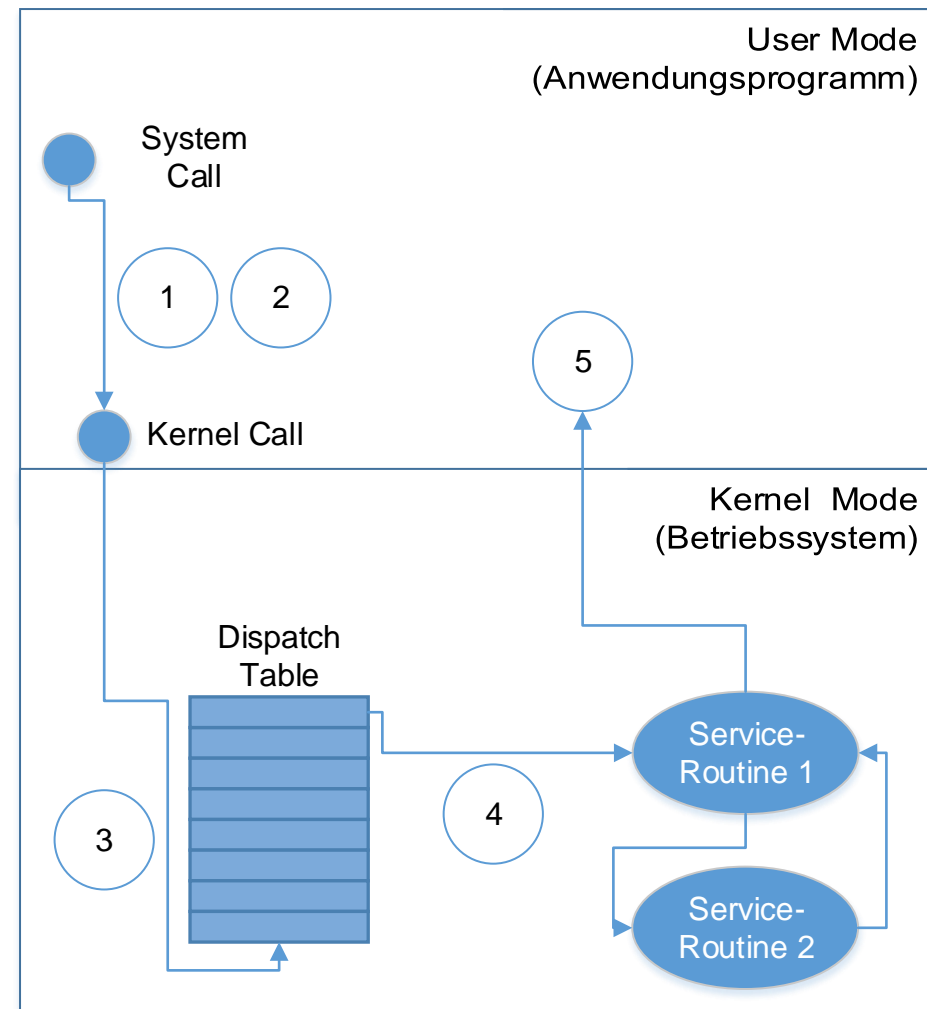 User Mode
(Anwendungsprogramm)
System
Call
1
2
5
Kernel Call
Kernel Mode
(Betriebssystem)
Dispatch
Table
Service-
Routine 1
3
4
Service-
Routine 2